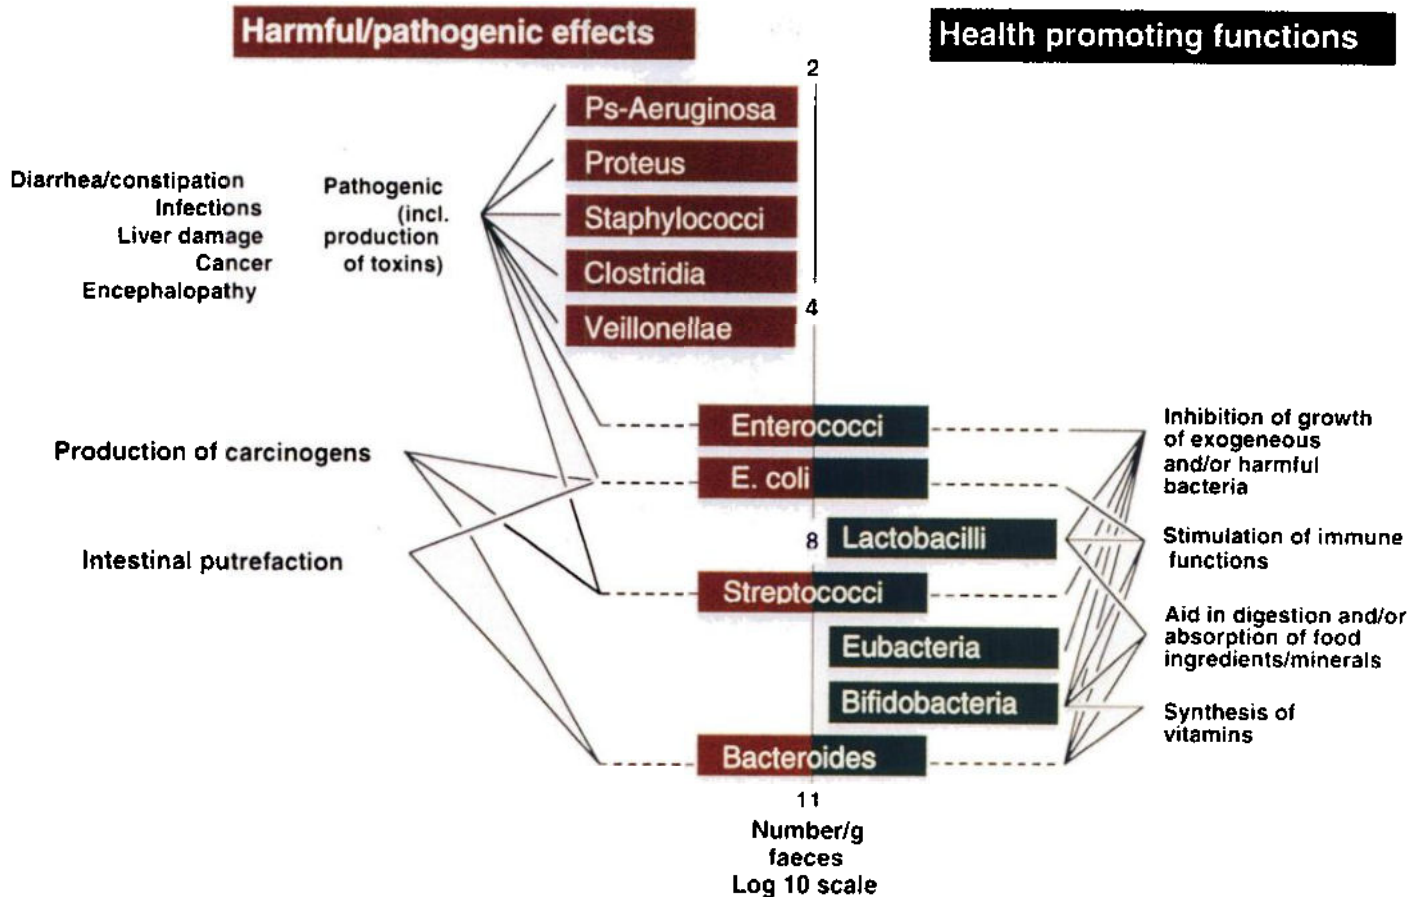 Harmful/pathogenic effects
Health promoting functions
2
Ps-Aeruginosa
Proteus
Staphylococci
Clostridia
4
Veillonellae
Diarrhea/constipation
Infections
Liver damage
Cancer
Encephalopathy
Pathogenic
(incl.
production
of toxins)
Production of carcinogens
Intestinal putrefaction
Enterococci
E. coli
8
Lactobacilli
Streptococci
Eubacteria
Bifidobacteria
Bacteroides
11
Number/g
faeces
Log 10 scale
Inhibition of growth
of exogeneous
and/or harmful
bacteria
Stimulation of immune
functions
Aid in digestion and/or
absorption of food
ingredients/minerals
Synthesis of
vitamins